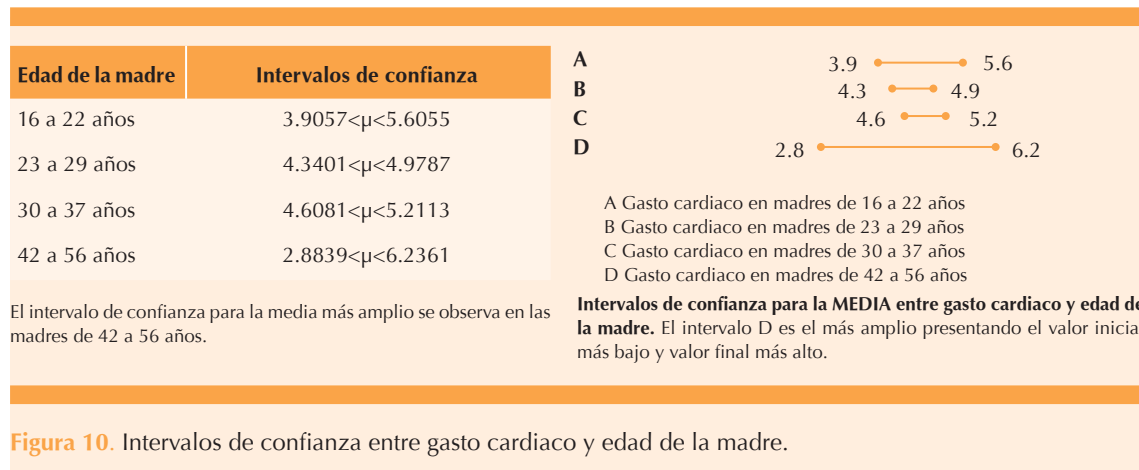 Edad de la madre Intervalos de confianza
16 a 22 años 3.9057<μ<5.6055
23 a 29 años 4.3401<μ<4.9787
30 a 37 años 4.6081<μ<5.2113
42 a 56 años 2.8839<μ<6.2361
El intervalo de confianza para la media más amplio se observa en las
madres de 42 a 56 años.
A 3.9 5.6
B 4.3 4.9
C 4.6 5.2
D 2.8 6.2
A Gasto cardiaco en madres de 16 a 22 años
B Gasto cardiaco en madres de 23 a 29 años
C Gasto cardiaco en madres de 30 a 37 años
D Gasto cardiaco en madres de 42 a 56 años
Intervalos de confianza para la MEDIA entre gasto cardiaco y edad de
la madre. El intervalo D es el más amplio presentando el valor inicia
más bajo y valor final más alto.
Figura 10. Intervalos de confianza entre gasto cardiaco y edad de la madre.